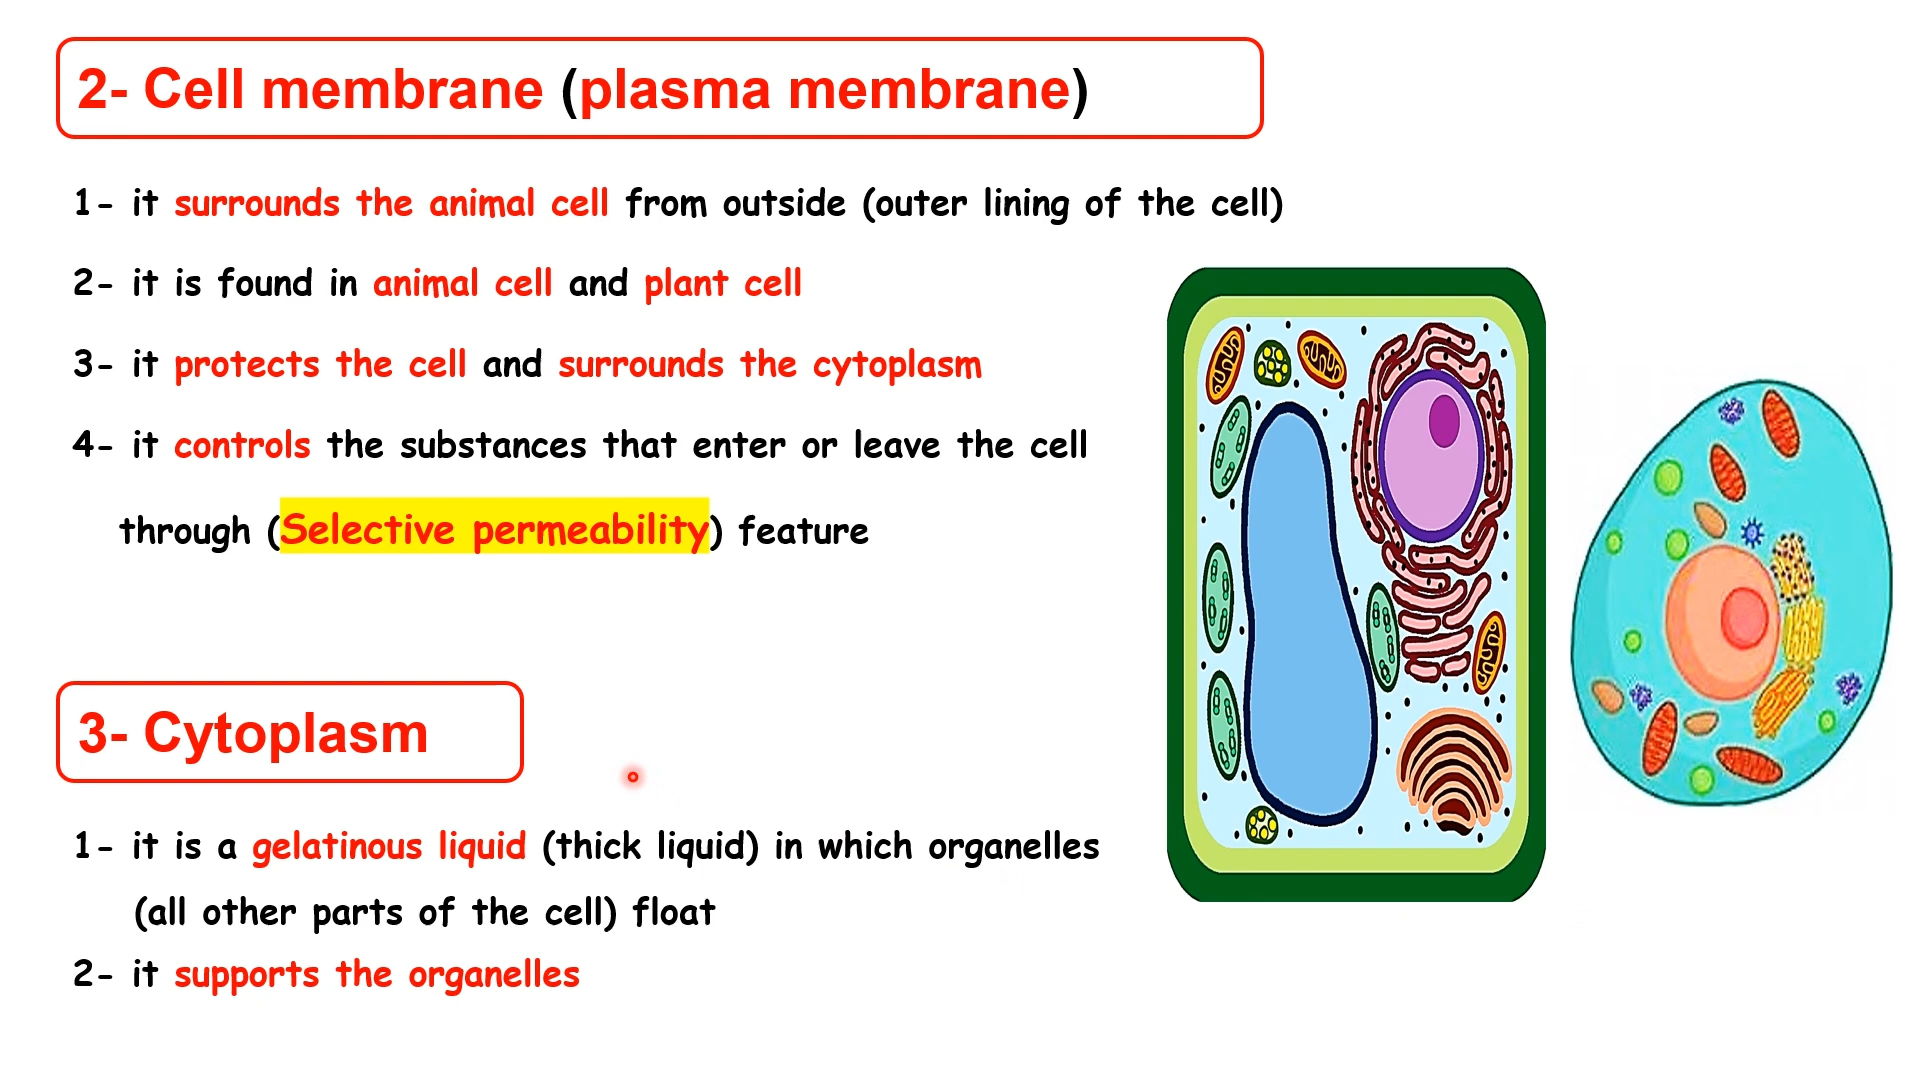 2- Cell membrane (plasma membrane)
1- it surrounds the animal cell from outside (outer lining of the cell)
2- it is found in animal cell and plant cell
3- it protects the cell and surrounds the cytoplasm
4- it controls the substances that enter or leave the cell
through (Selective permeability) feature
3- Cytoplasm
1- it is a gelatinous liquid (thick liquid) in which organelles
(all other parts of the cell) float
2- it supports the organelles